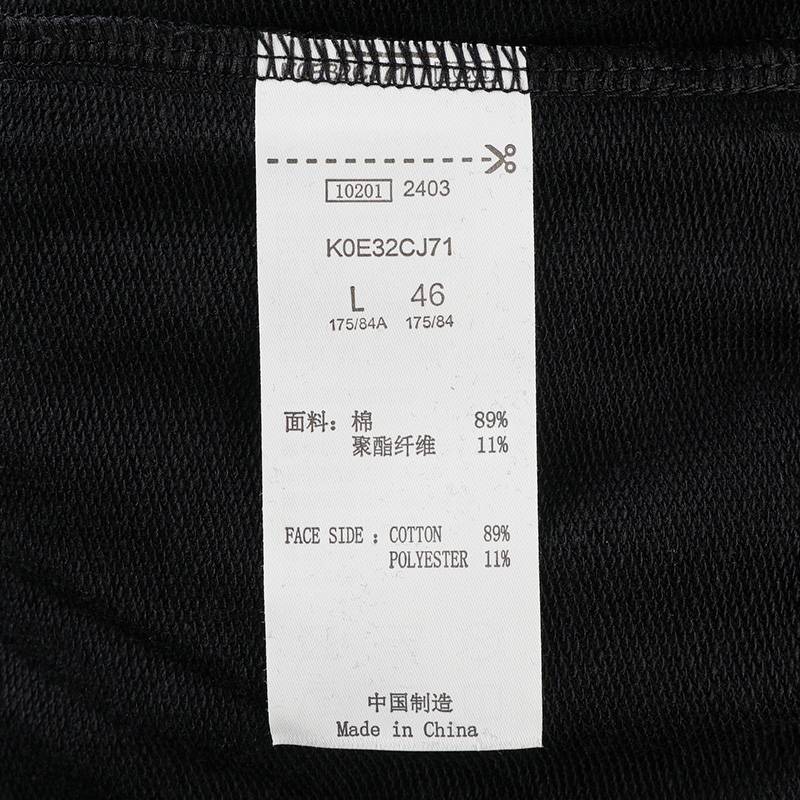 10201 2403
K0E32CJ71
L 46
175/84A 175/84
面料：棉 89%
聚酯纤维 11%
FACE SIDE : COTTON 89%
POLYESTER 11%
中国制造
Made in China